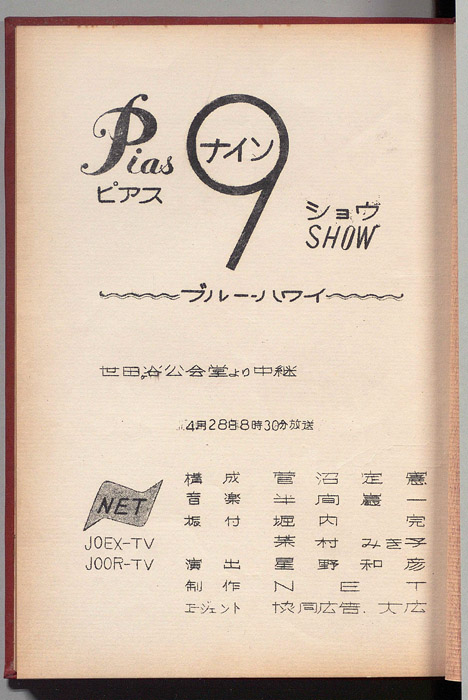 Pias
ピアス
9
ナイン
ショウ
SHOW
ブルー・ハワイ
世田谷公会堂より中継
4月28日8時30分放送
NET
JOEX-TV
JOOR-TV
構成 菅沼定憲
音楽 半間巖一
振付 堀内完
葉村みき子
演出 星野和彦
制作 NET
エージェント 協同広告.大広